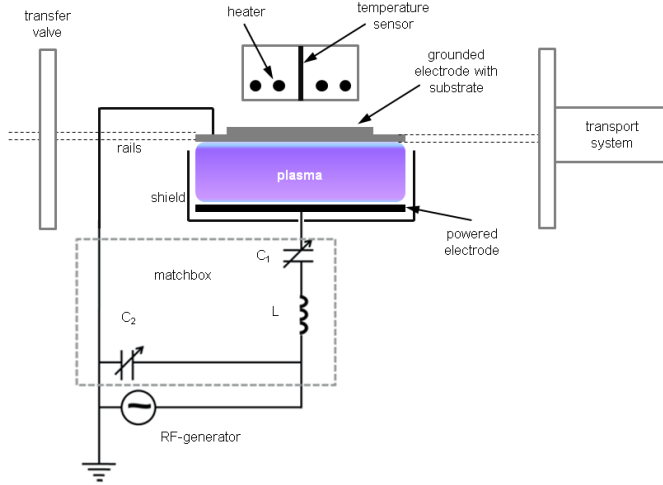 transfer
valve
heater
temperature
sensor
grounded
electrode with
substrate
transport
system
rails
plasma
shield
powered
electrode
C₁
matchbox
L
C₂
RF-generator